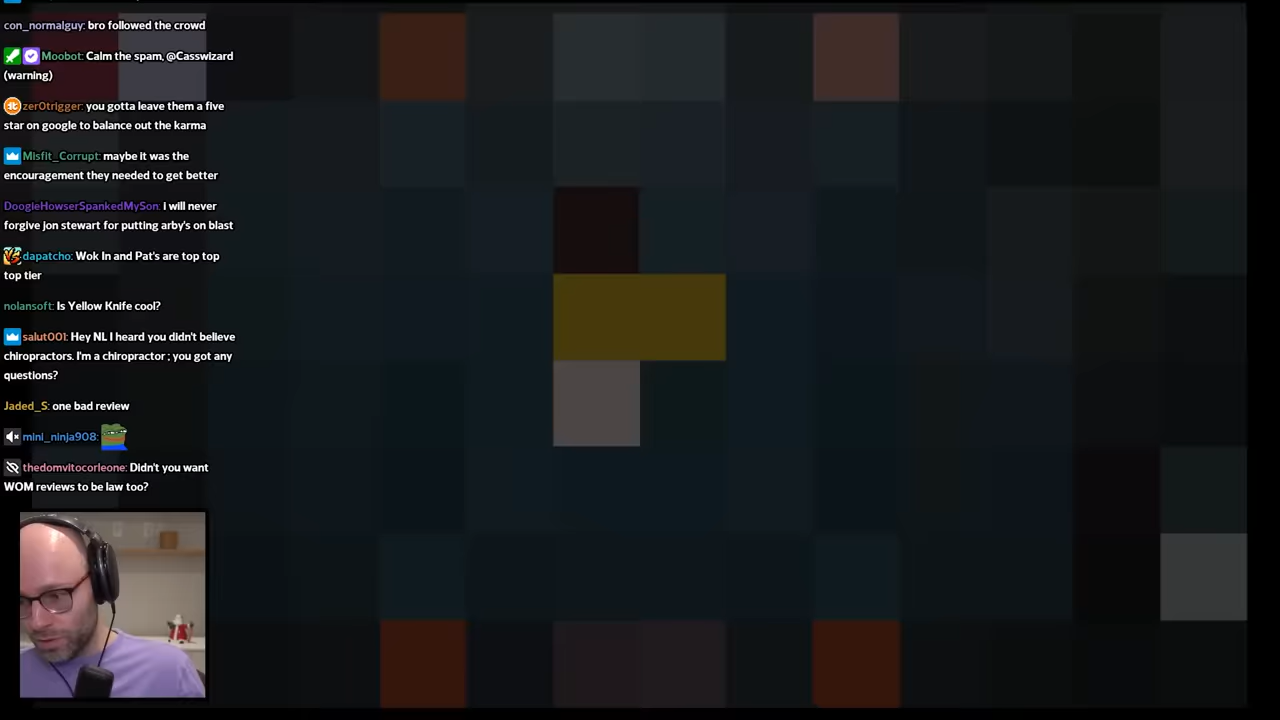 con_normalguy: bro followed the crowd
Moobot: Calm the spam, @Casswizard
(warning)
zer0tr1gger: you gotta leave them a five
star on google to balance out the karma
Misfit_Corrupt: maybe it was the
encouragement they needed to get better
DoogieHowserSpankedMySon: i will never
forgive jon stewart for putting arby's on blast
dapatcho: Wok In and Pat's are top top
top tier
nolansoft: Is Yellow Knife cool?
salut001: Hey NL I heard you didn't believe
chiropractors. I'm a chiropractor ; you got any
questions?
Jaded_S: one bad review
mini_ninja908:
thedomvitocorleone: Didn't you want
WOM reviews to be law too?